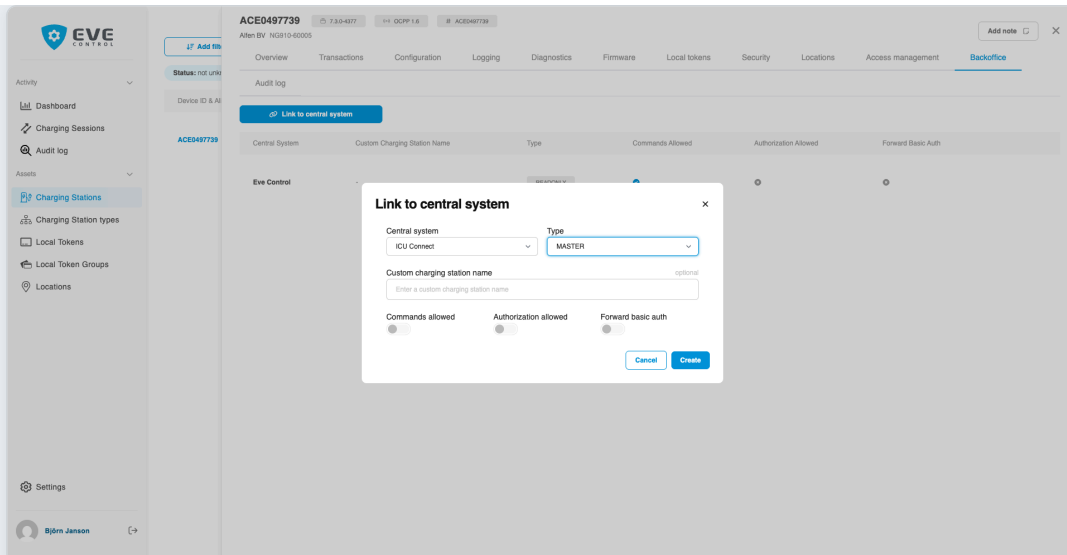 EVE
CONTROL
Activity
Dashboard
Charging Sessions
Audit log
Assets
Charging Stations
Charging Station types
Local Tokens
Local Token Groups
Locations
Settings
Björn Janson
Add filt
Status: not unk
Device ID & Al
ACE0497739
ACE0497739 7.3.0-4377 OCPP 1.6 # ACE0497739
Alfen BV NG910-60005
Add note
Overview Transactions Configuration Logging Diagnostics Firmware Local tokens Security Locations Access management Backoffice
Audit log
Link to central system
Central System Custom Charging Station Name Type Commands Allowed Authorization Allowed Forward Basic Auth
Eve Control - READONLY
Link to central system
Central system Type
ICU Connect MASTER
Custom charging station name optional
Enter a custom charging station name
Commands allowed Authorization allowed Forward basic auth
Cancel Create